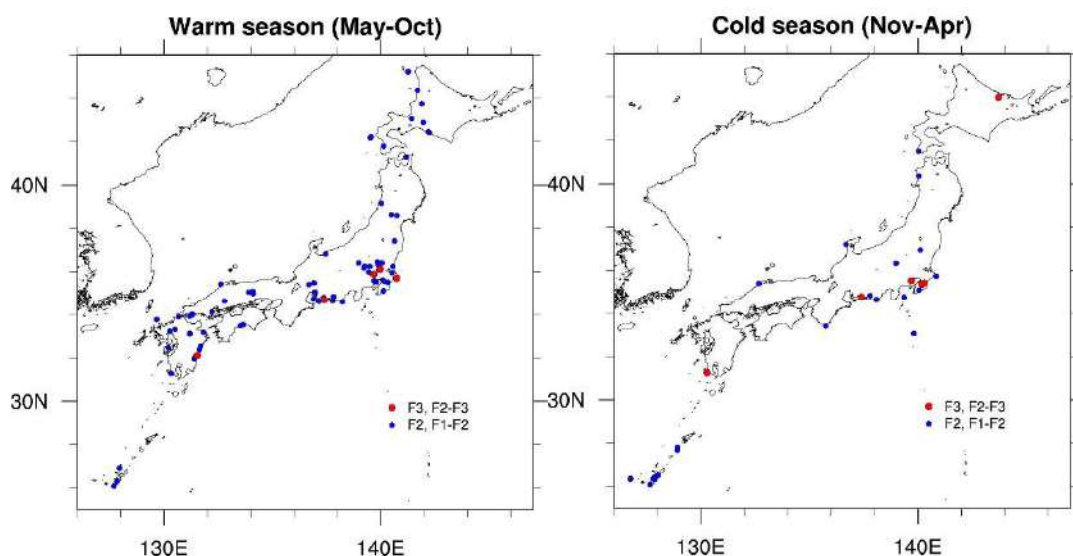 Warm season (May-Oct)
Cold season (Nov-Apr)
40N
30N
130E
140E
F3, F2-F3
F2, F1-F2
40N
30N
130E
140E
F3, F2-F3
F2, F1-F2